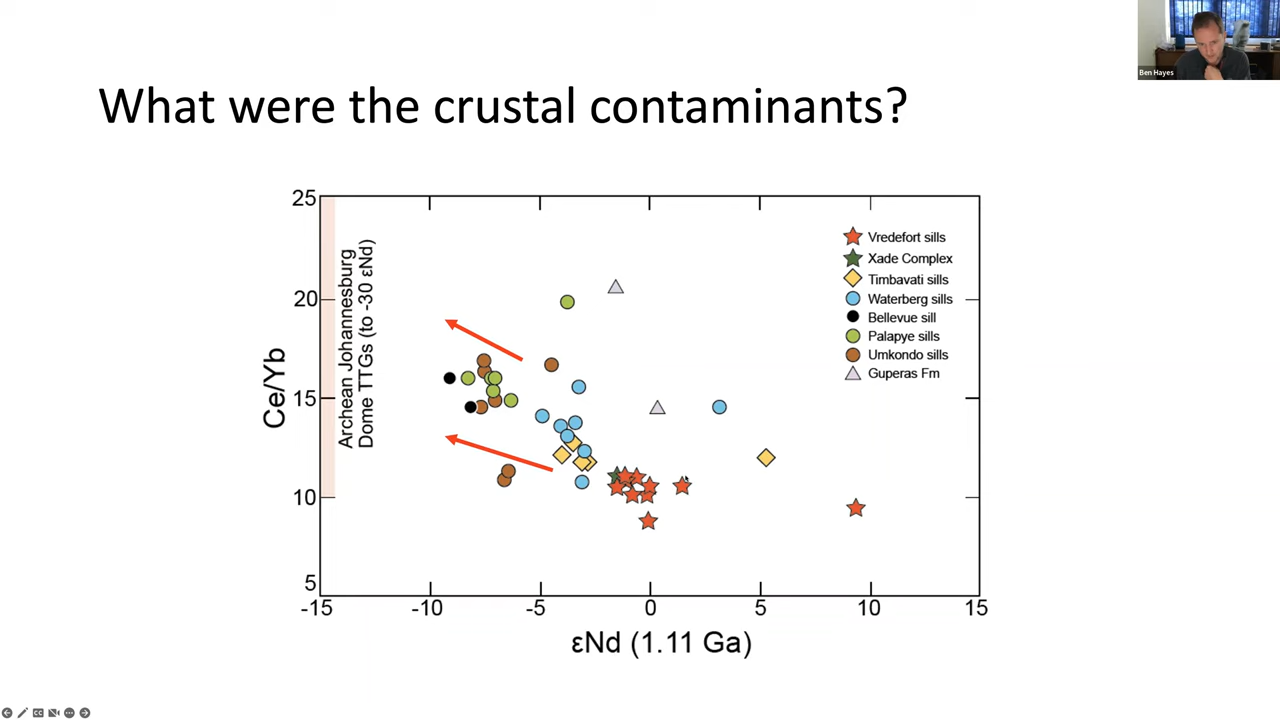 Ben Hayes
What were the crustal contaminants?
25
20
15
10
5
Ce/Yb
Archean Johannesburg
Dome TTGs (to -30 εNd)
Vredefort sills
Xade Complex
Timbavati sills
Waterberg sills
Bellevue sill
Palapye sills
Umkondo sills
Guperas Fm
-15 -10 -5 0 5 10 15
εNd (1.11 Ga)